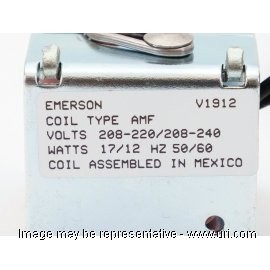 EMERSON V1912
COIL TYPE AMF
VOLTS 208-220/208-240
WATTS 17/12 HZ 50/60
COIL ASSEMBLED IN MEXICO
Image may be representative - www.uri.com